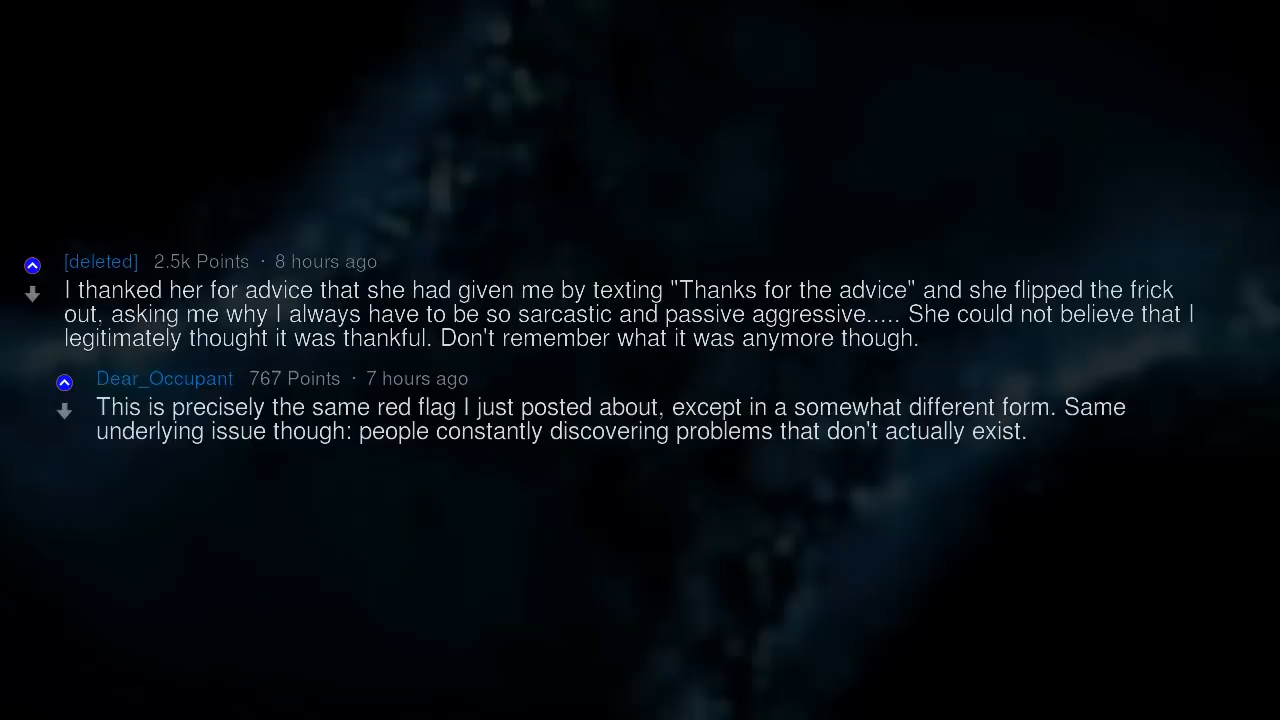 [deleted] 2.5k Points · 8 hours ago
I thanked her for advice that she had given me by texting "Thanks for the advice" and she flipped the frick
out, asking me why I always have to be so sarcastic and passive aggressive..... She could not believe that I
legitimately thought it was thankful. Don't remember what it was anymore though.
Dear_Occupant 767 Points · 7 hours ago
This is precisely the same red flag I just posted about, except in a somewhat different form. Same
underlying issue though: people constantly discovering problems that don't actually exist.